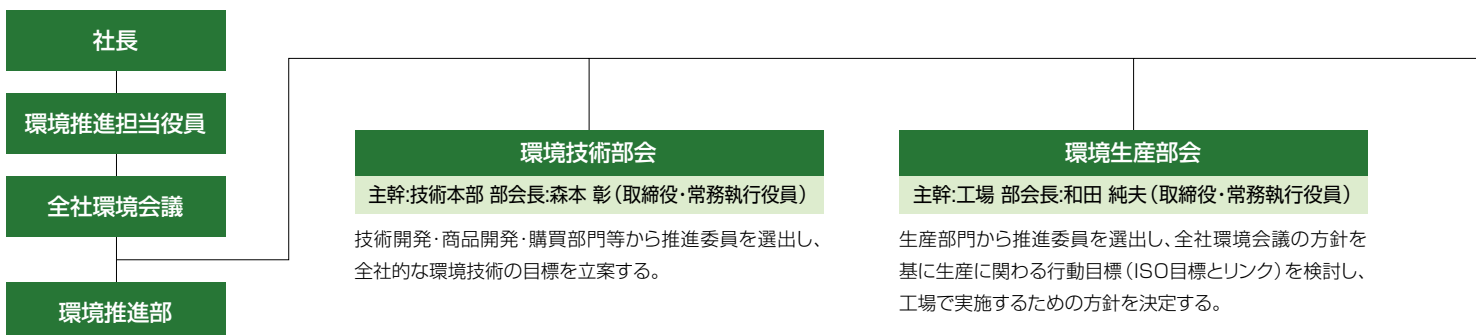 社長
環境推進担当役員
全社環境会議
環境推進部
環境技術部会
主幹:技術本部 部会長:森本 彰（取締役・常務執行役員）
技術開発・商品開発・購買部門等から推進委員を選出し、
全社的な環境技術の目標を立案する。
環境生産部会
主幹:工場 部会長:和田 純夫（取締役・常務執行役員）
生産部門から推進委員を選出し、全社環境会議の方針を
基に生産に関わる行動目標（ISO目標とリンク）を検討し、
工場で実施するための方針を決定する。